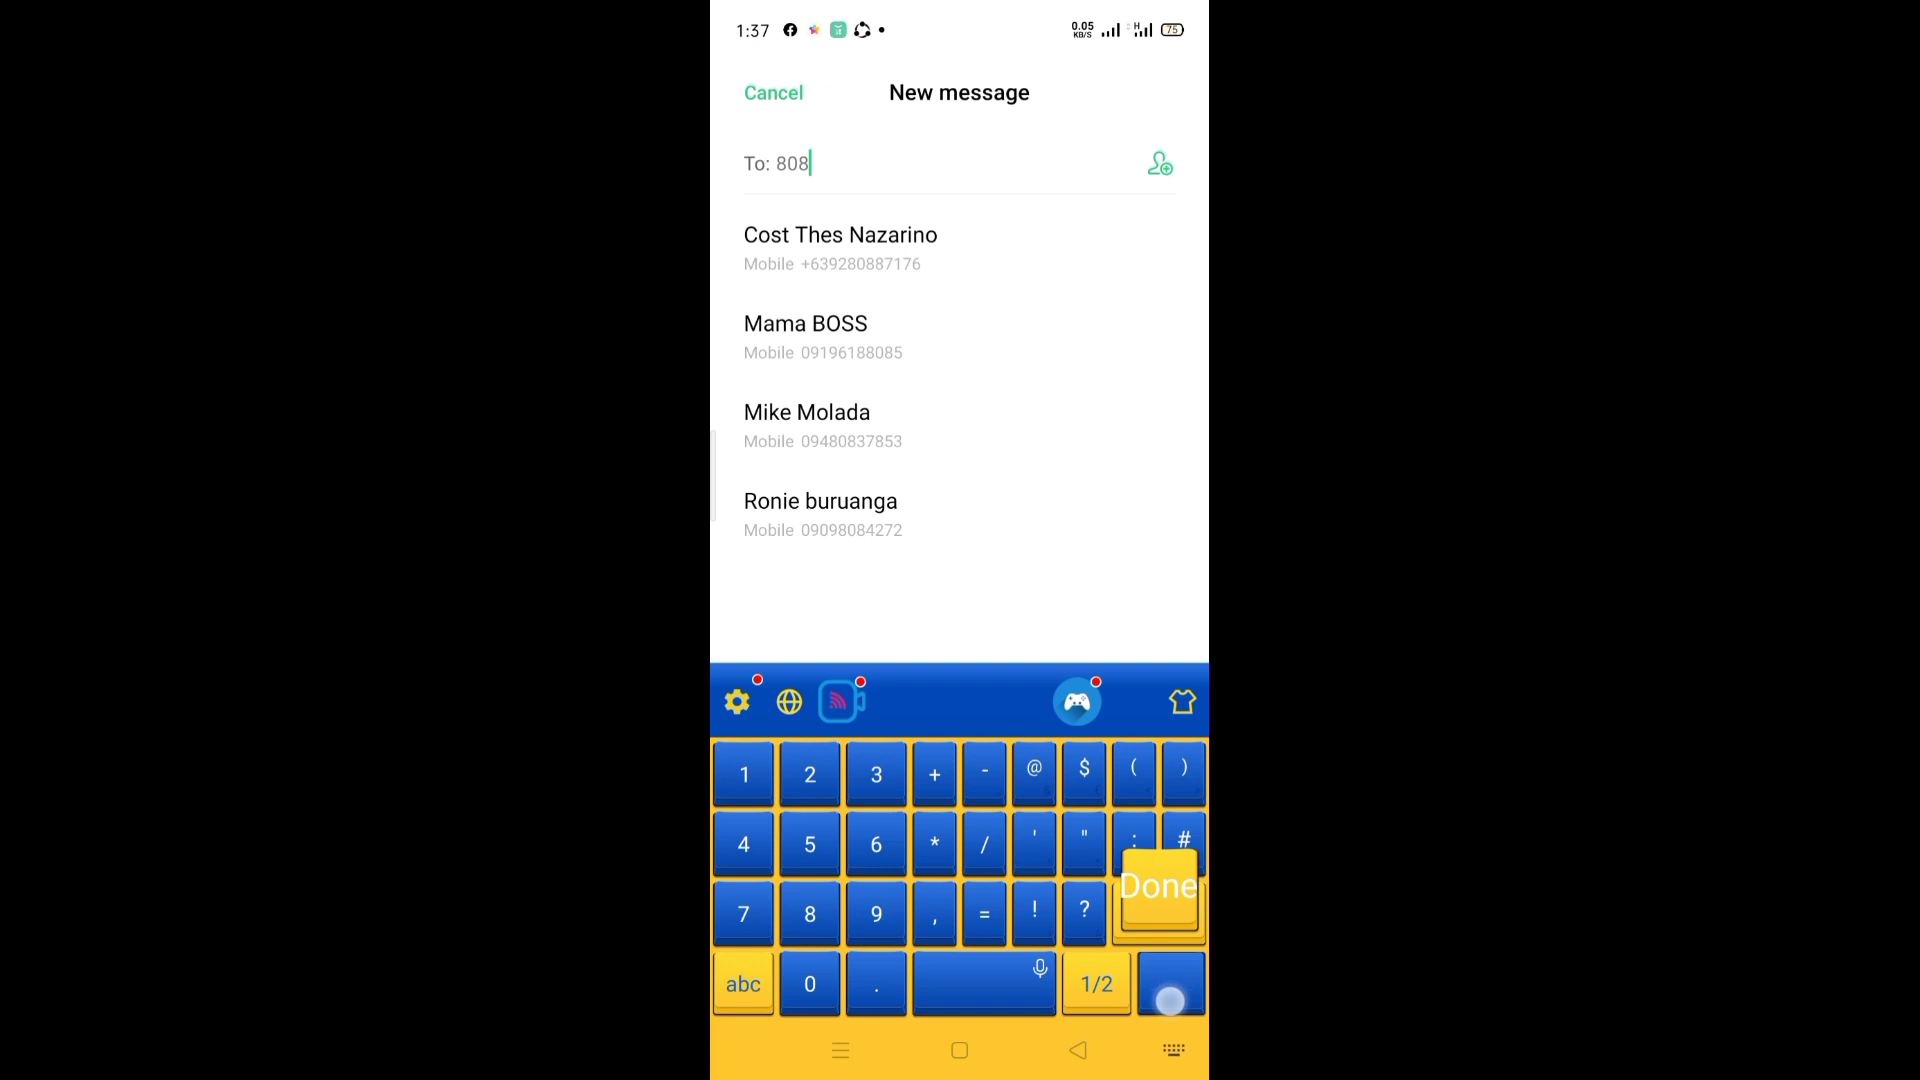 1:37 0.05 KB/S H 75
Cancel New message
To: 808
Cost Thes Nazarino
Mobile +639280887176
Mama BOSS
Mobile 09196188085
Mike Molada
Mobile 09480837853
Ronie buruanga
Mobile 09098084272
1 2 3 + - @ $ ( )
4 5 6 * / ' " : #
7 8 9 , = ! ? Done
abc 0 . 1/2